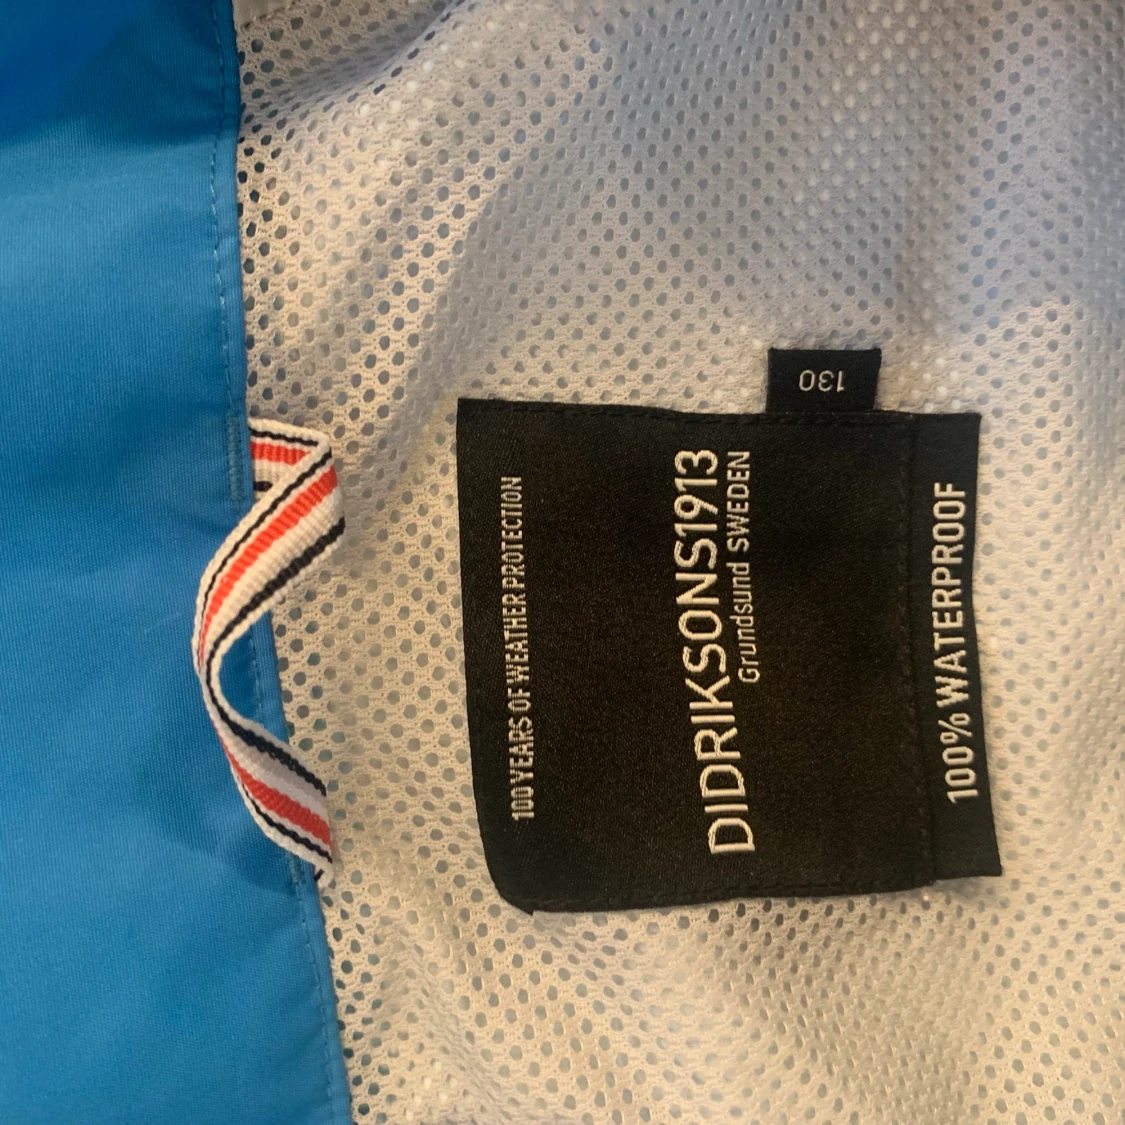 100 YEARS OF WEATHER PROTECTION
DIDRIKSONS1913
Grundsund SWEDEN
100% WATERPROOF
130